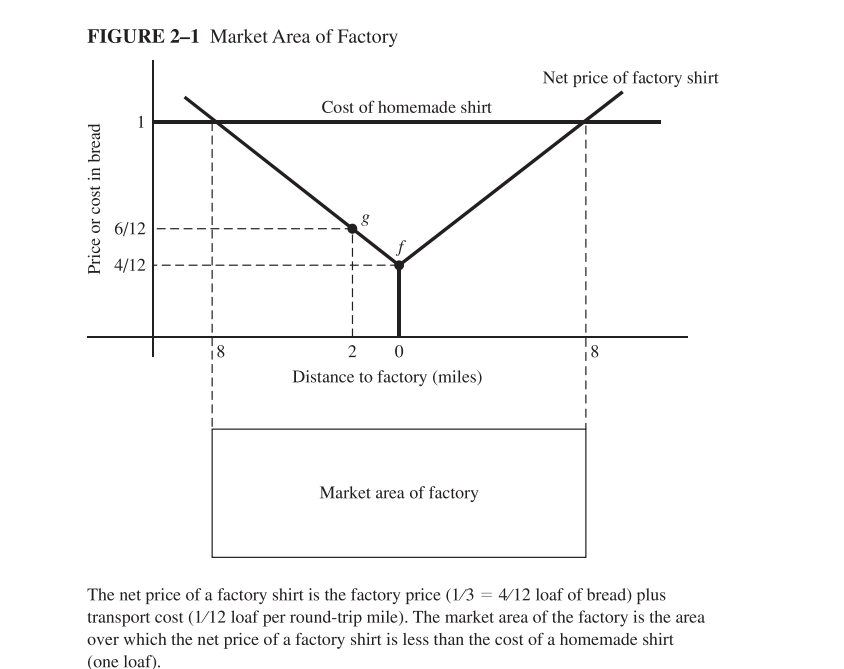 FIGURE 2–1 Market Area of Factory
Net price of factory shirt
Cost of homemade shirt
1
Price or cost in bread
g
6/12
f
4/12
8
2
0
8
Distance to factory (miles)
Market area of factory
The net price of a factory shirt is the factory price (1/3 = 4/12 loaf of bread) plus
transport cost (1/12 loaf per round-trip mile). The market area of the factory is the area
over which the net price of a factory shirt is less than the cost of a homemade shirt
(one loaf).